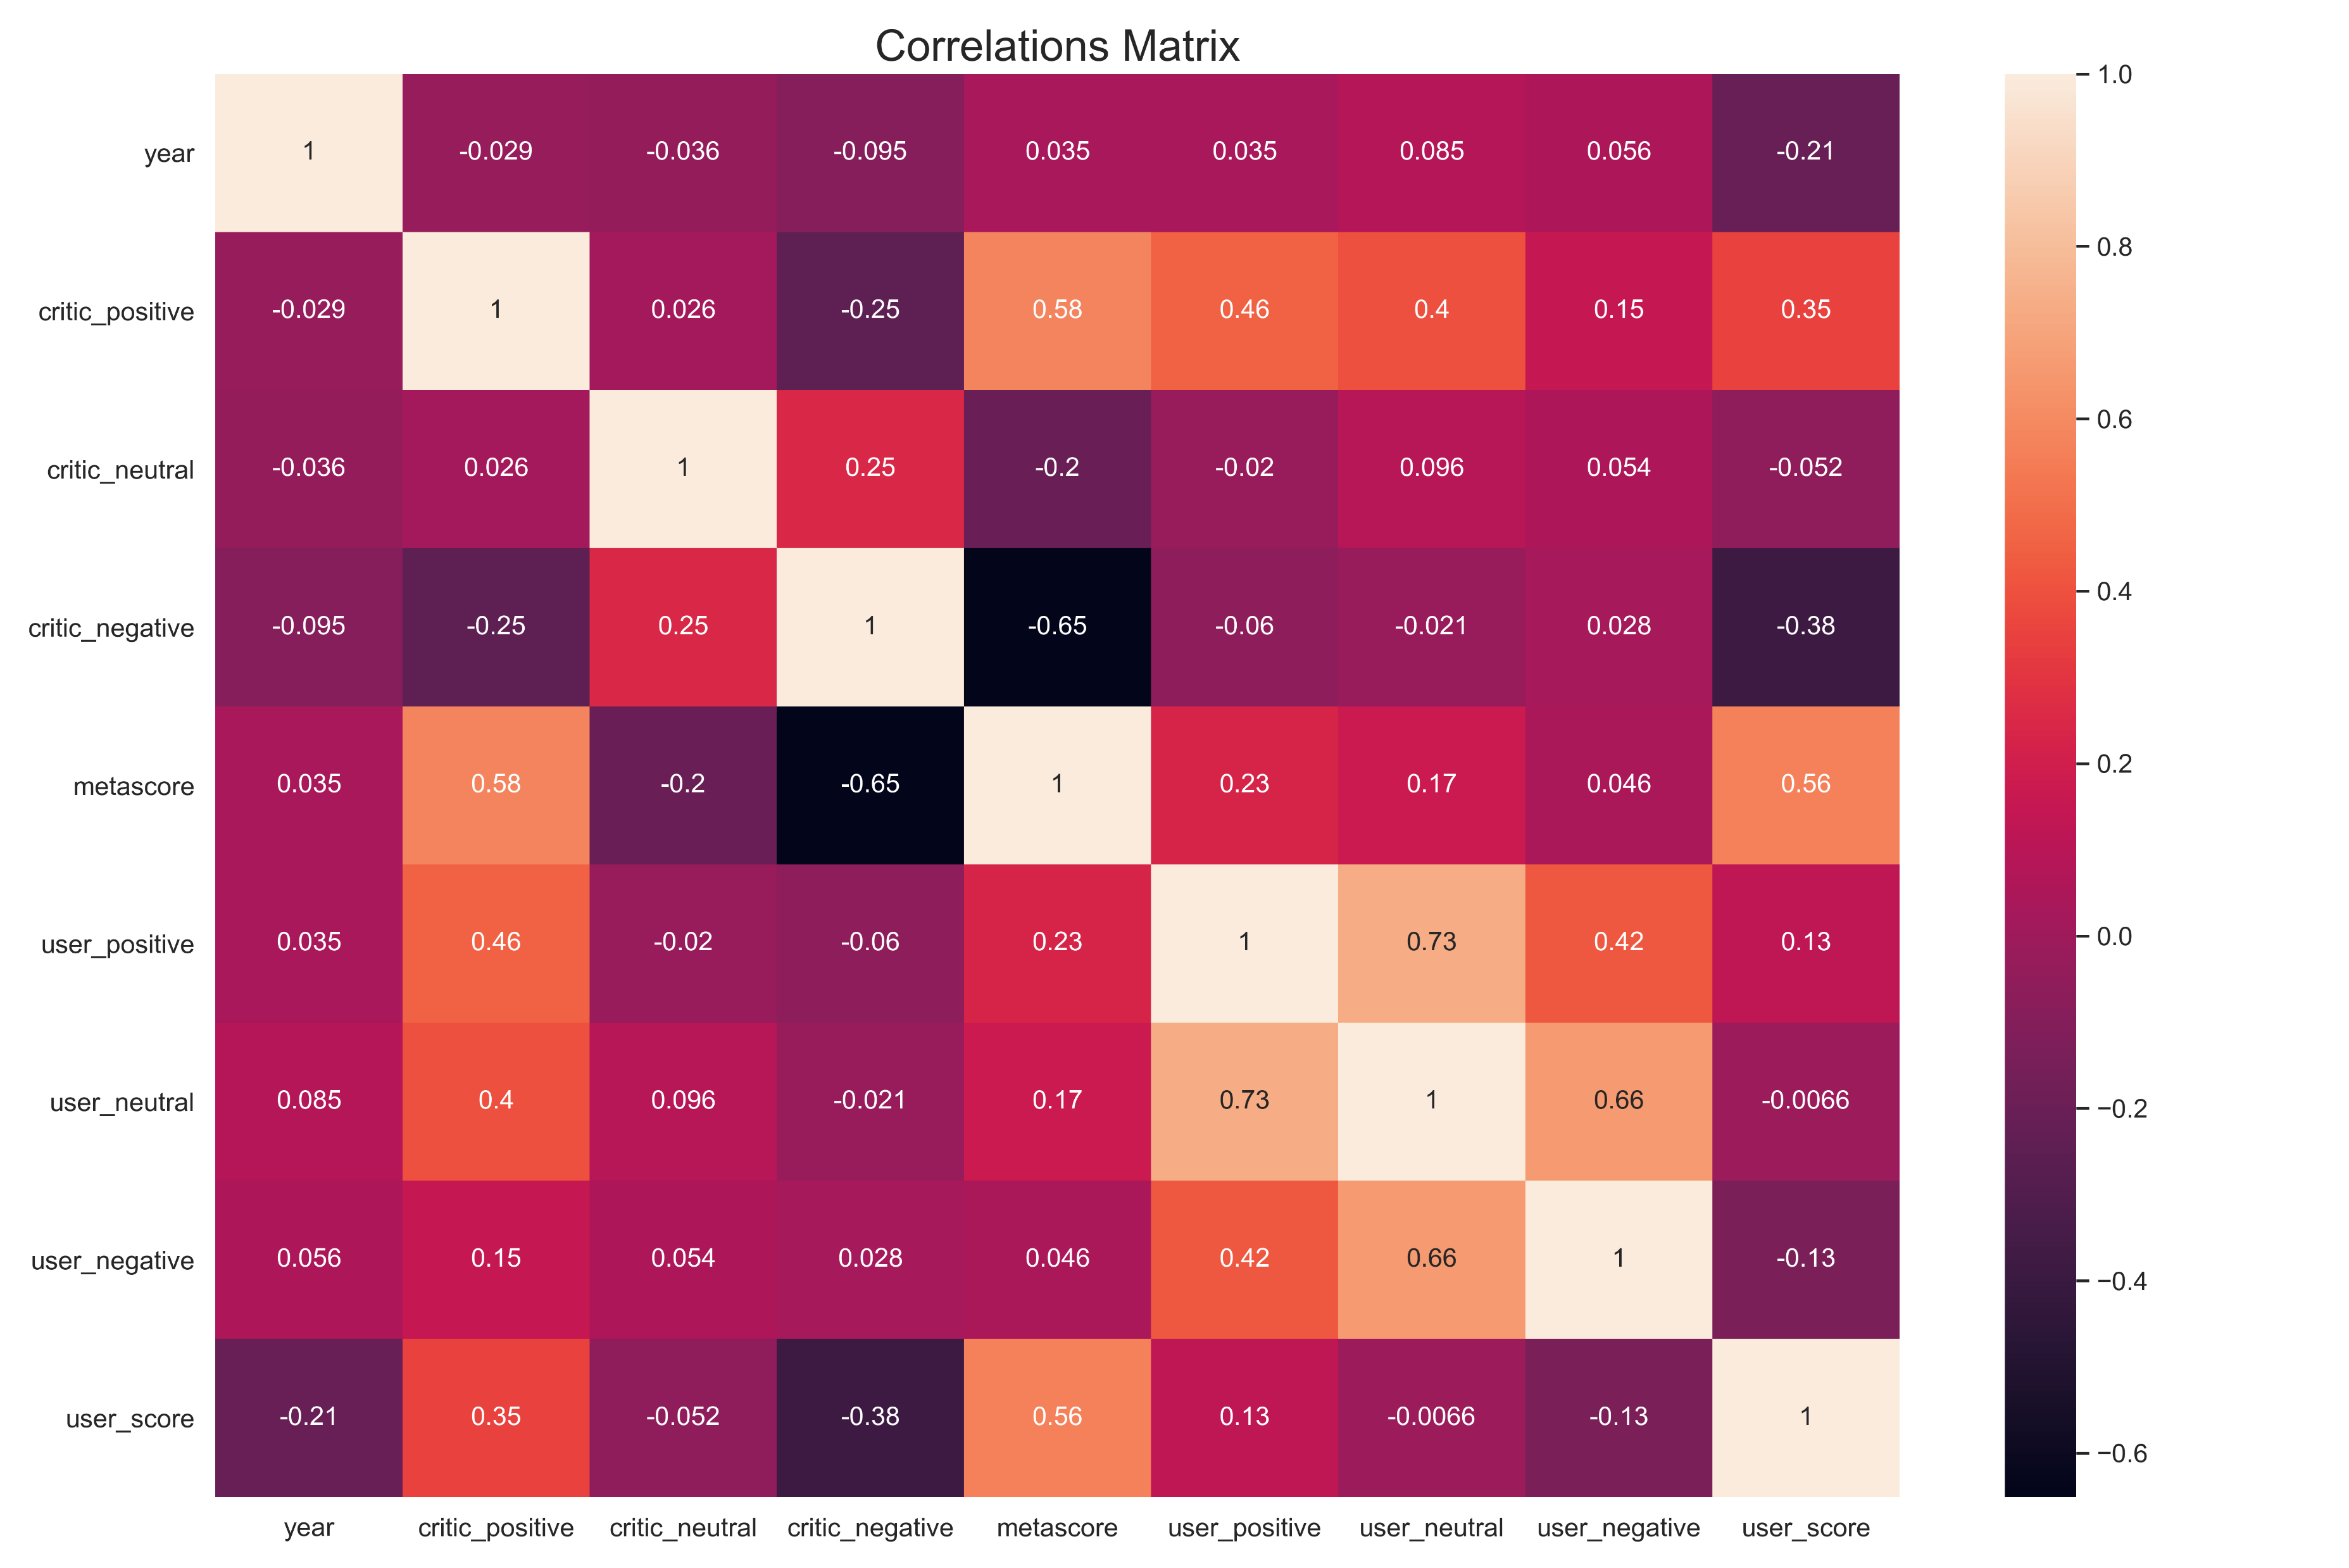 Correlations Matrix
year 1 -0.029 -0.036 -0.095 0.035 0.035 0.085 0.056 -0.21
critic_positive -0.029 1 0.026 -0.25 0.58 0.46 0.4 0.15 0.35
critic_neutral -0.036 0.026 1 0.25 -0.2 -0.02 0.096 0.054 -0.052
critic_negative -0.095 -0.25 0.25 1 -0.65 -0.06 -0.021 0.028 -0.38
metascore 0.035 0.58 -0.2 -0.65 1 0.23 0.17 0.046 0.56
user_positive 0.035 0.46 -0.02 -0.06 0.23 1 0.73 0.42 0.13
user_neutral 0.085 0.4 0.096 -0.021 0.17 0.73 1 0.66 -0.0066
user_negative 0.056 0.15 0.054 0.028 0.046 0.42 0.66 1 -0.13
user_score -0.21 0.35 -0.052 -0.38 0.56 0.13 -0.0066 -0.13 1
year critic_positive critic_neutral critic_negative metascore user_positive user_neutral user_negative user_score
1.0
0.8
0.6
0.4
0.2
0.0
−0.2
−0.4
−0.6